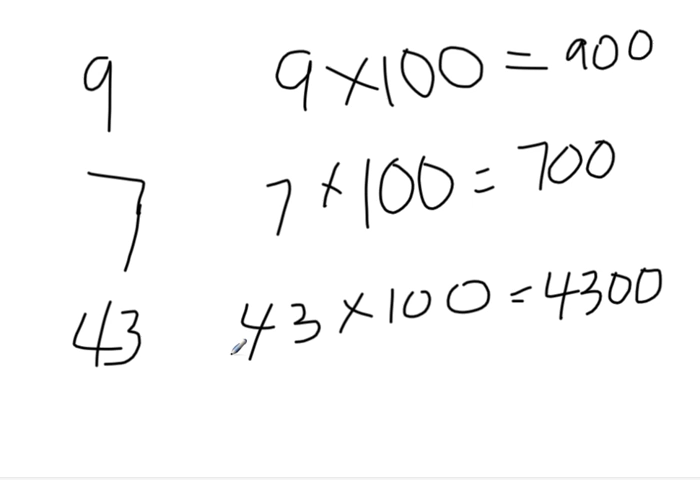 9 9 × 100 = 900
7 7 × 100 = 700
43 43 × 100 = 4300